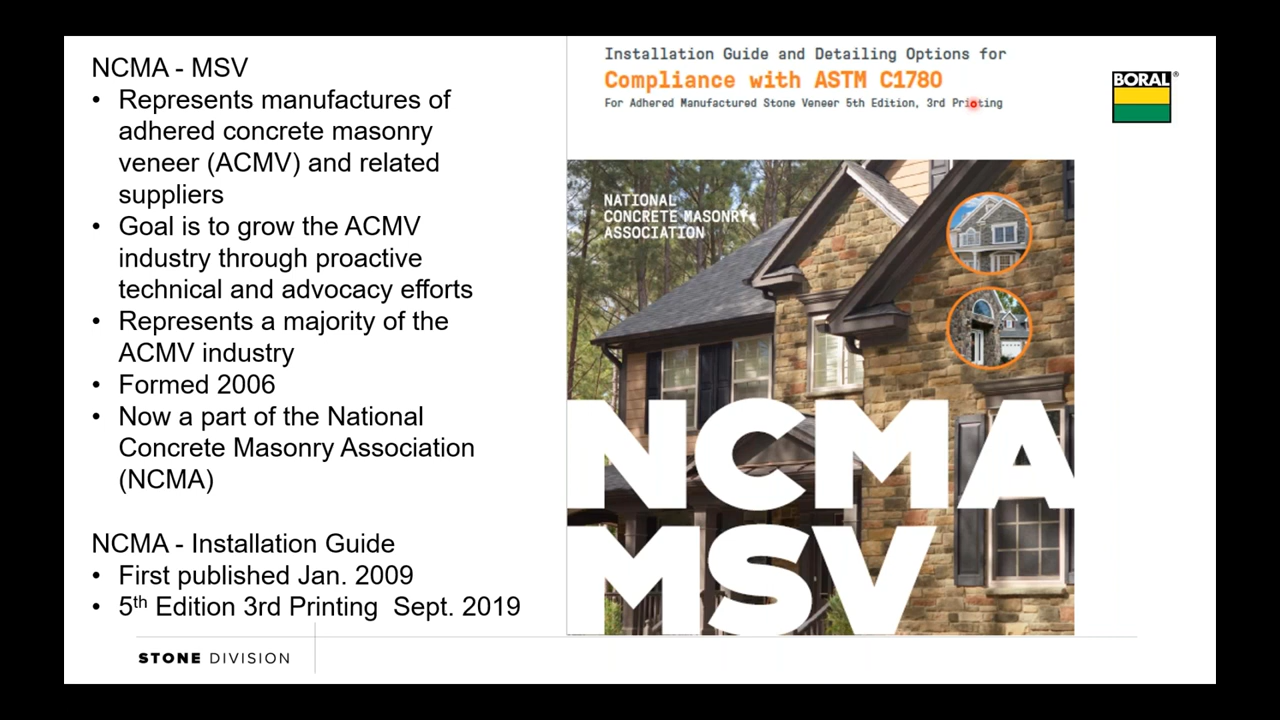 NCMA - MSV
• Represents manufactures of
adhered concrete masonry
veneer (ACMV) and related
suppliers
• Goal is to grow the ACMV
industry through proactive
technical and advocacy efforts
• Represents a majority of the
ACMV industry
• Formed 2006
• Now a part of the National
Concrete Masonry Association
(NCMA)
NCMA - Installation Guide
• First published Jan. 2009
• 5th Edition 3rd Printing Sept. 2019
Installation Guide and Detailing Options for
Compliance with ASTM C1780
For Adhered Manufactured Stone Veneer 5th Edition, 3rd Printing
BORAL®
NATIONAL
CONCRETE MASONRY
ASSOCIATION
NCMA
MSV
STONE DIVISION